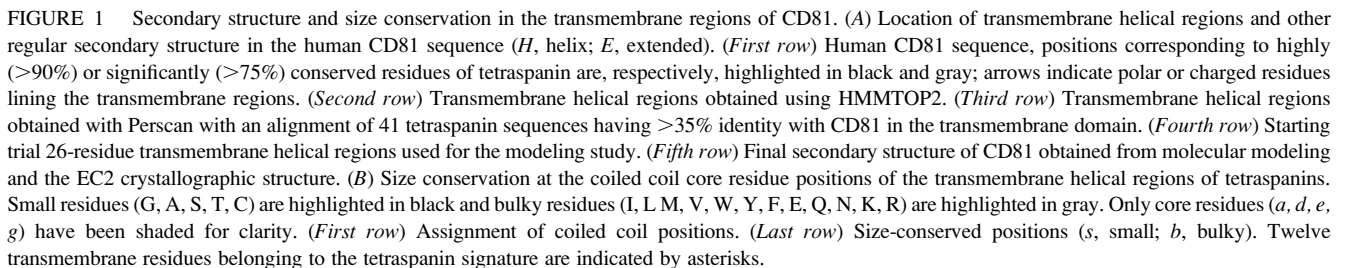 FIGURE 1 Secondary structure and size conservation in the transmembrane regions of CD81. (A) Location of transmembrane helical regions and other
regular secondary structure in the human CD81 sequence (H, helix; E, extended). (First row) Human CD81 sequence, positions corresponding to highly
(>90%) or significantly (>75%) conserved residues of tetraspanin are, respectively, highlighted in black and gray; arrows indicate polar or charged residues
lining the transmembrane regions. (Second row) Transmembrane helical regions obtained using HMMTOP2. (Third row) Transmembrane helical regions
obtained with Perscan with an alignment of 41 tetraspanin sequences having >35% identity with CD81 in the transmembrane domain. (Fourth row) Starting
trial 26-residue transmembrane helical regions used for the modeling study. (Fifth row) Final secondary structure of CD81 obtained from molecular modeling
and the EC2 crystallographic structure. (B) Size conservation at the coiled coil core residue positions of the transmembrane helical regions of tetraspanins.
Small residues (G, A, S, T, C) are highlighted in black and bulky residues (I, L M, V, W, Y, F, E, Q, N, K, R) are highlighted in gray. Only core residues (a, d, e,
g) have been shaded for clarity. (First row) Assignment of coiled coil positions. (Last row) Size-conserved positions (s, small; b, bulky). Twelve
transmembrane residues belonging to the tetraspanin signature are indicated by asterisks.